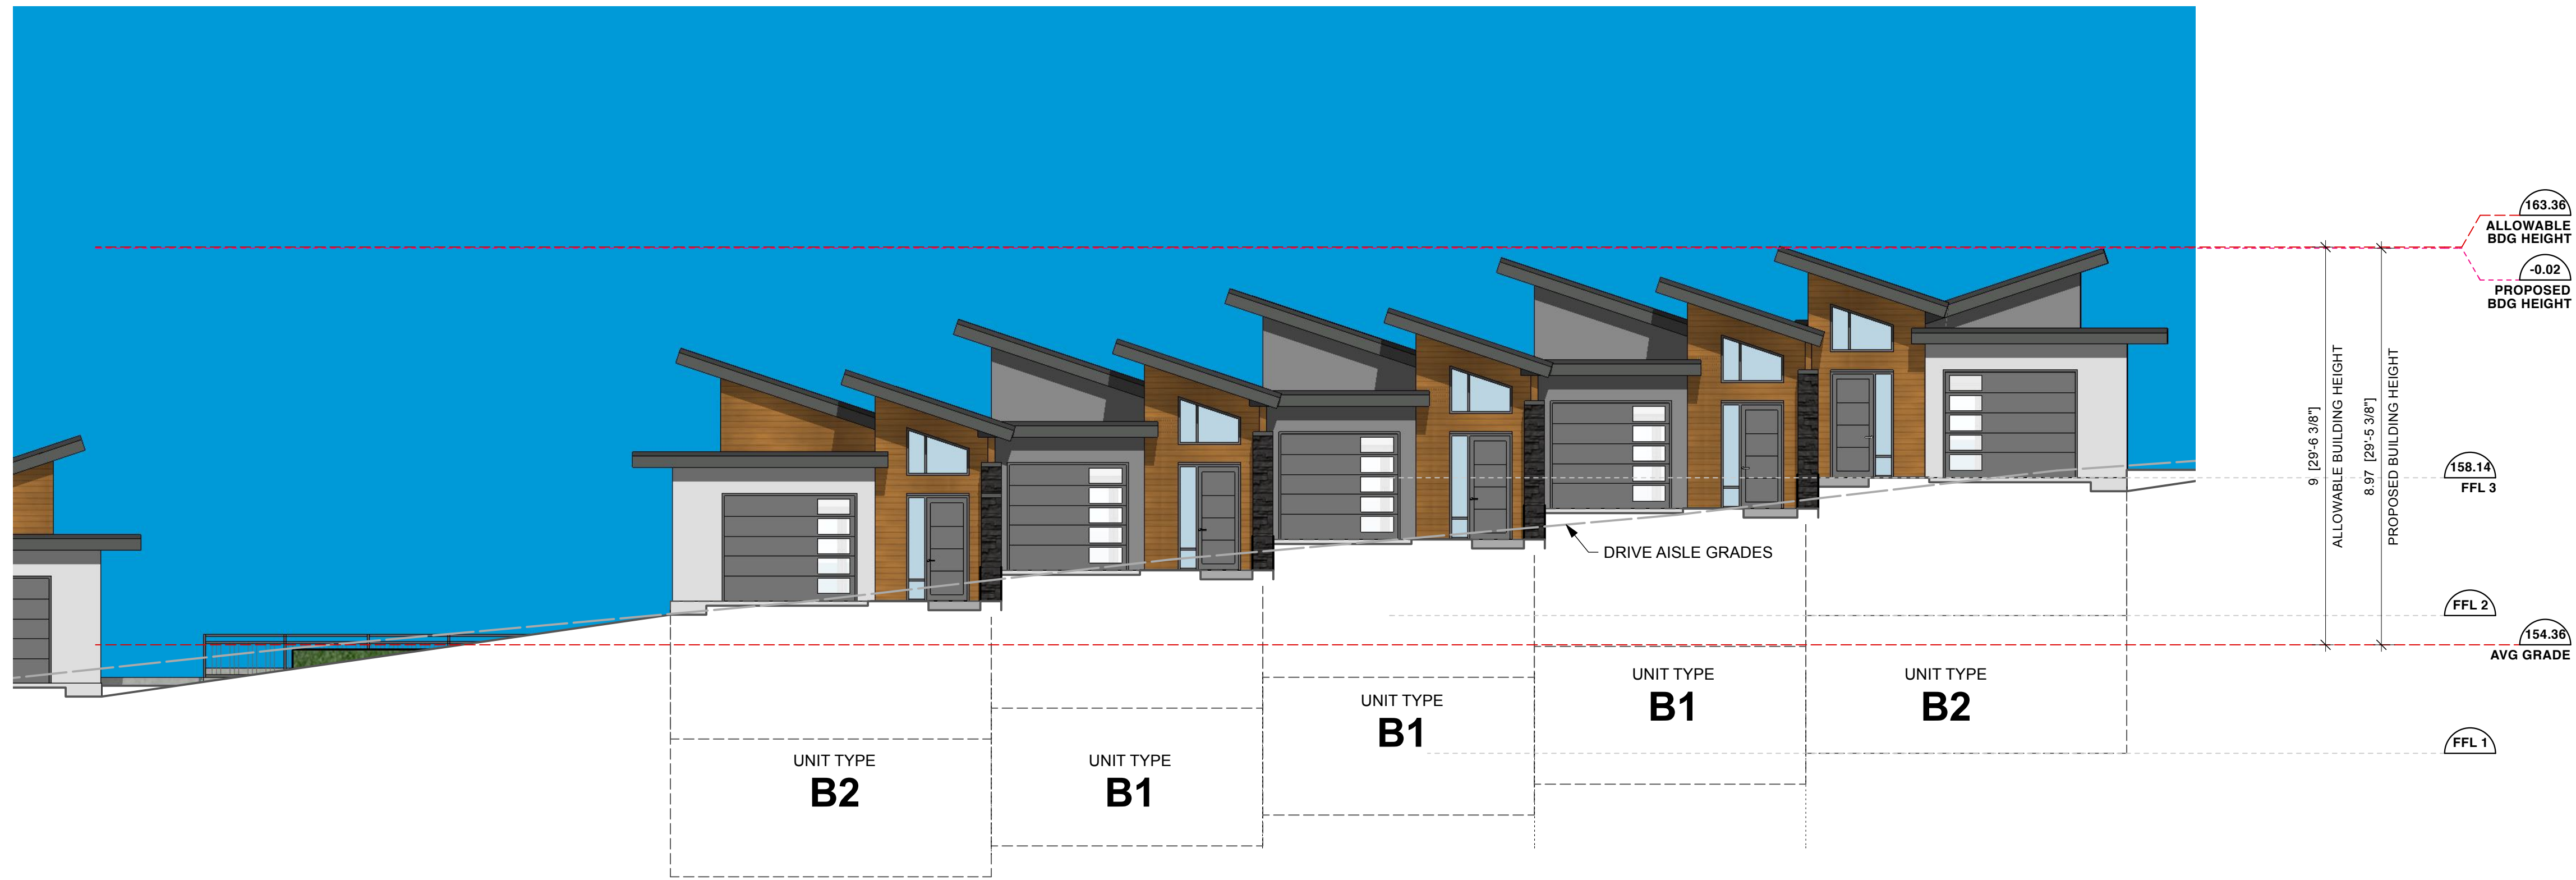 163.36
ALLOWABLE
BDG HEIGHT
-0.02
PROPOSED
BDG HEIGHT
9 [29'-6 3/8"]
ALLOWABLE BUILDING HEIGHT
8.97 [29'-5 3/8"]
PROPOSED BUILDING HEIGHT
158.14
FFL 3
DRIVE AISLE GRADES
FFL 2
154.36
AVG GRADE
UNIT TYPE
B2
UNIT TYPE
B1
UNIT TYPE
B1
UNIT TYPE
B1
UNIT TYPE
B2
FFL 1